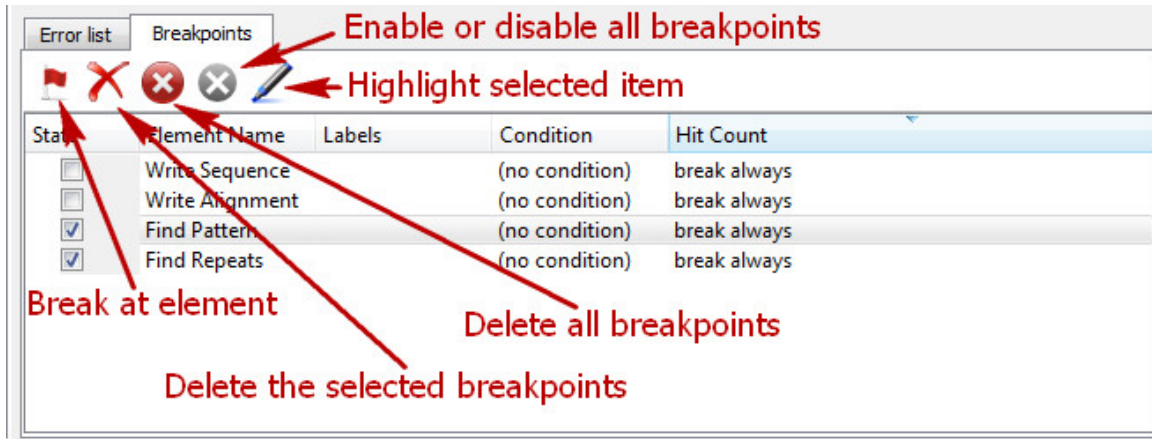 Error list Breakpoints Enable or disable all breakpoints
Highlight selected item
Stat Element Name Labels Condition Hit Count
Write Sequence (no condition) break always
Write Alignment (no condition) break always
Find Pattern (no condition) break always
Find Repeats (no condition) break always
Break at element
Delete all breakpoints
Delete the selected breakpoints